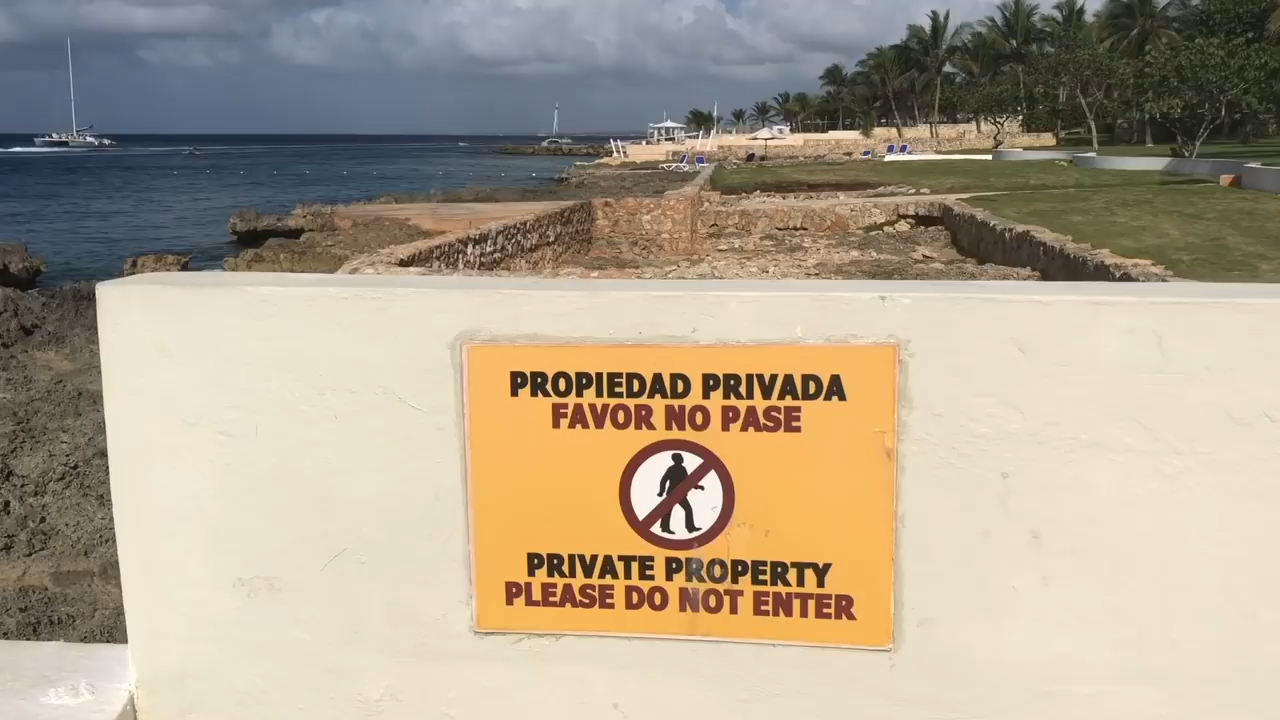 PROPIEDAD PRIVADA
FAVOR NO PASE
PRIVATE PROPERTY
PLEASE DO NOT ENTER